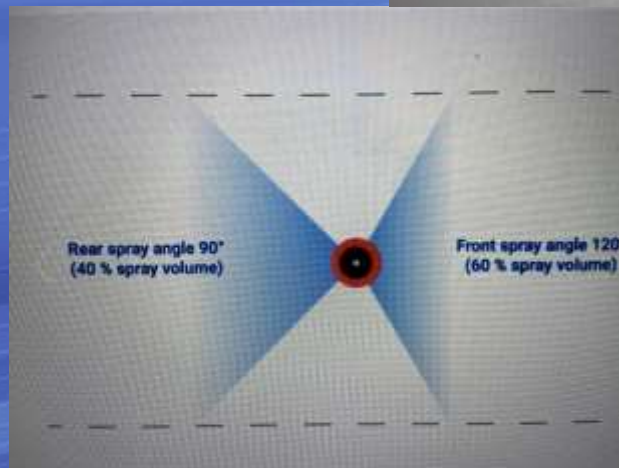 Rear spray angle 90°
(40 % spray volume)
Front spray angle 120
(60 % spray volume)